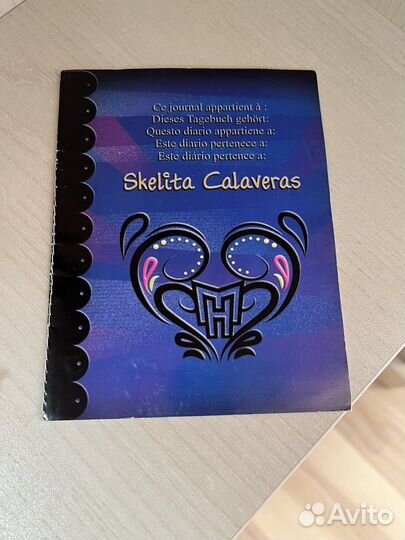 Ce journal appartient à :
Dieses Tagebuch gehört:
Questo diario appartiene a:
Este diario pertenece a:
Este diário pertence a:
Skelita Calaveras
Avito